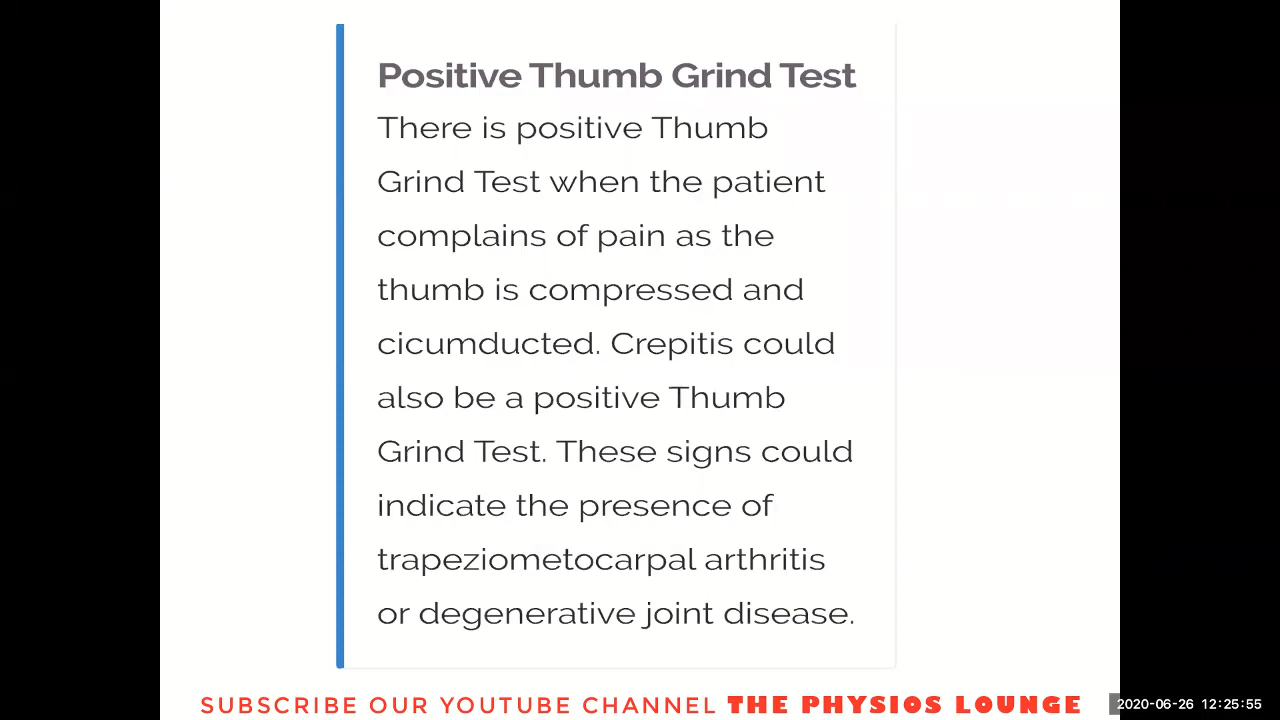 Positive Thumb Grind Test
There is positive Thumb
Grind Test when the patient
complains of pain as the
thumb is compressed and
cicumducted. Crepitis could
also be a positive Thumb
Grind Test. These signs could
indicate the presence of
trapeziometocarpal arthritis
or degenerative joint disease.
SUBSCRIBE OUR YOUTUBE CHANNEL THE PHYSIOS LOUNGE
2020-06-26 12:25:55